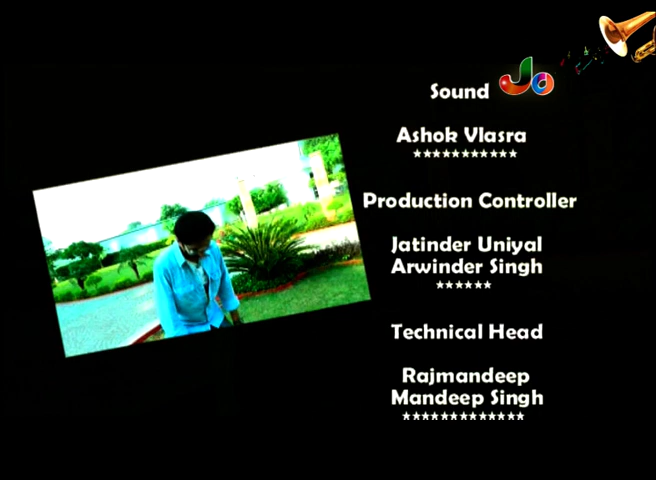 Sound
Ashok Vlasra
***********
Production Controller
Jatinder Uniyal
Arwinder Singh
******
Technical Head
Rajmandeep
Mandeep Singh
*************